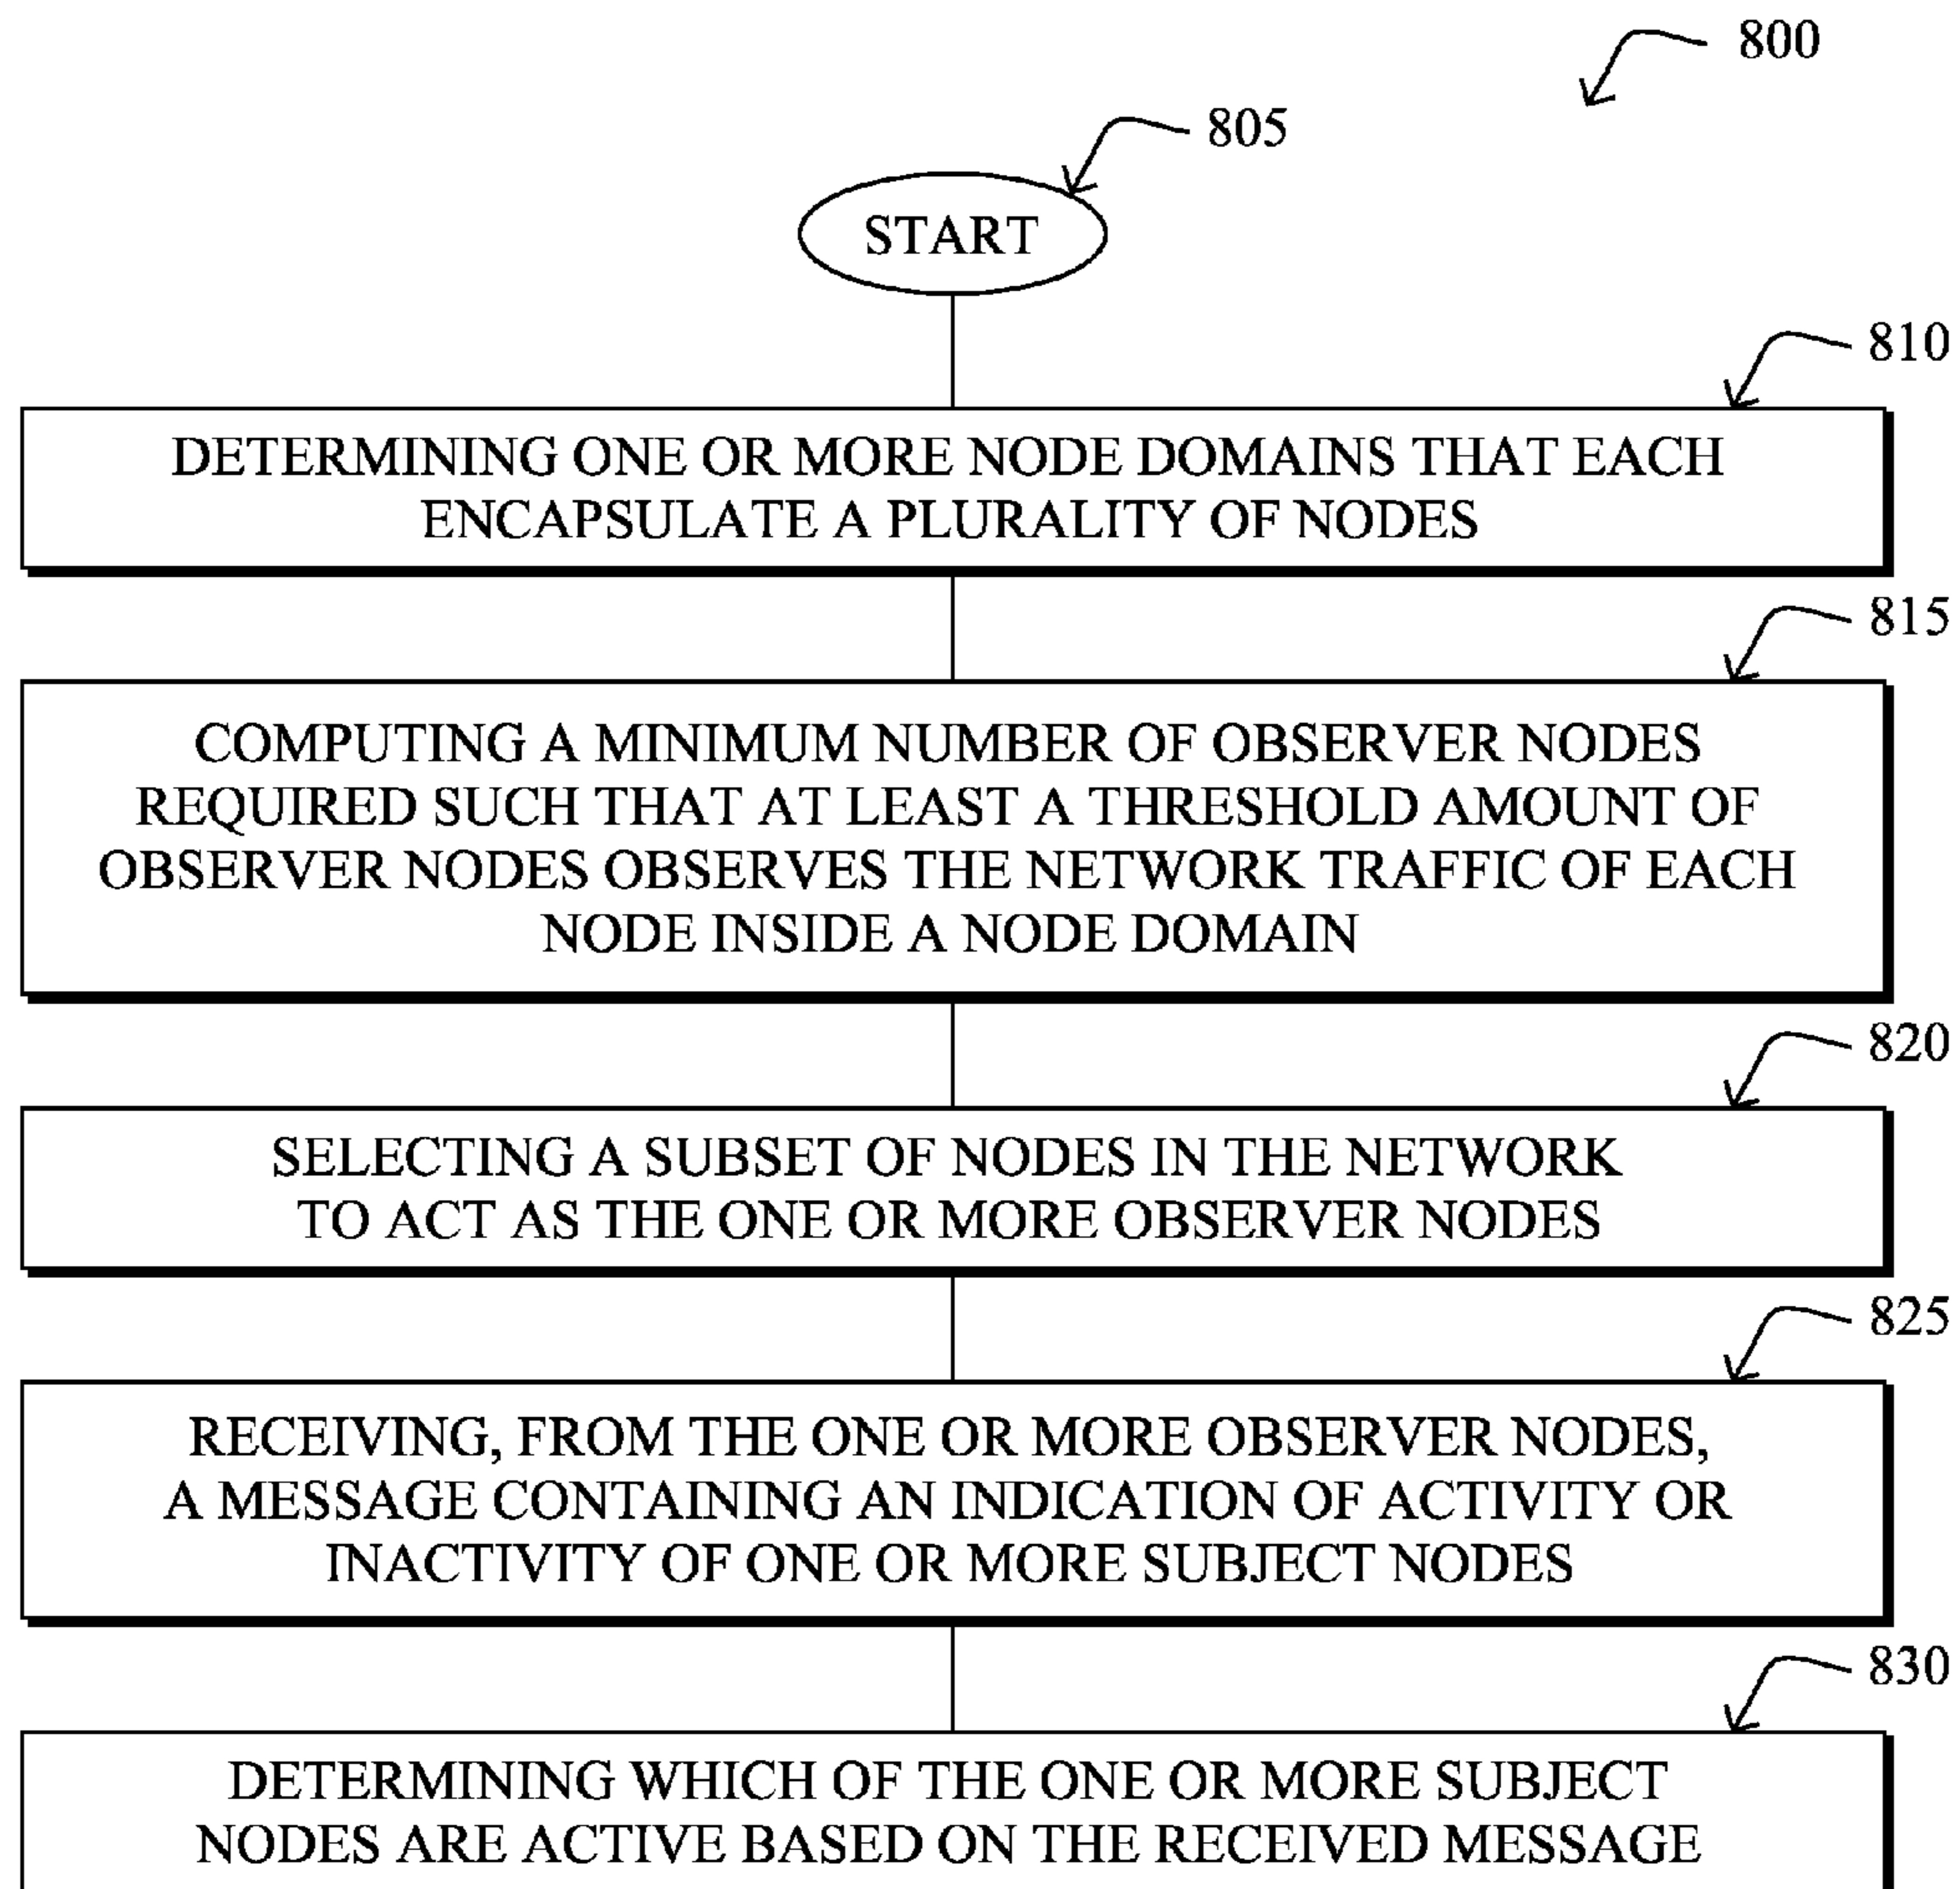 800
805
START
810
DETERMINING ONE OR MORE NODE DOMAINS THAT EACH
ENCAPSULATE A PLURALITY OF NODES
815
COMPUTING A MINIMUM NUMBER OF OBSERVER NODES
REQUIRED SUCH THAT AT LEAST A THRESHOLD AMOUNT OF
OBSERVER NODES OBSERVES THE NETWORK TRAFFIC OF EACH
NODE INSIDE A NODE DOMAIN
820
SELECTING A SUBSET OF NODES IN THE NETWORK
TO ACT AS THE ONE OR MORE OBSERVER NODES
825
RECEIVING, FROM THE ONE OR MORE OBSERVER NODES,
A MESSAGE CONTAINING AN INDICATION OF ACTIVITY OR
INACTIVITY OF ONE OR MORE SUBJECT NODES
830
DETERMINING WHICH OF THE ONE OR MORE SUBJECT
NODES ARE ACTIVE BASED ON THE RECEIVED MESSAGE